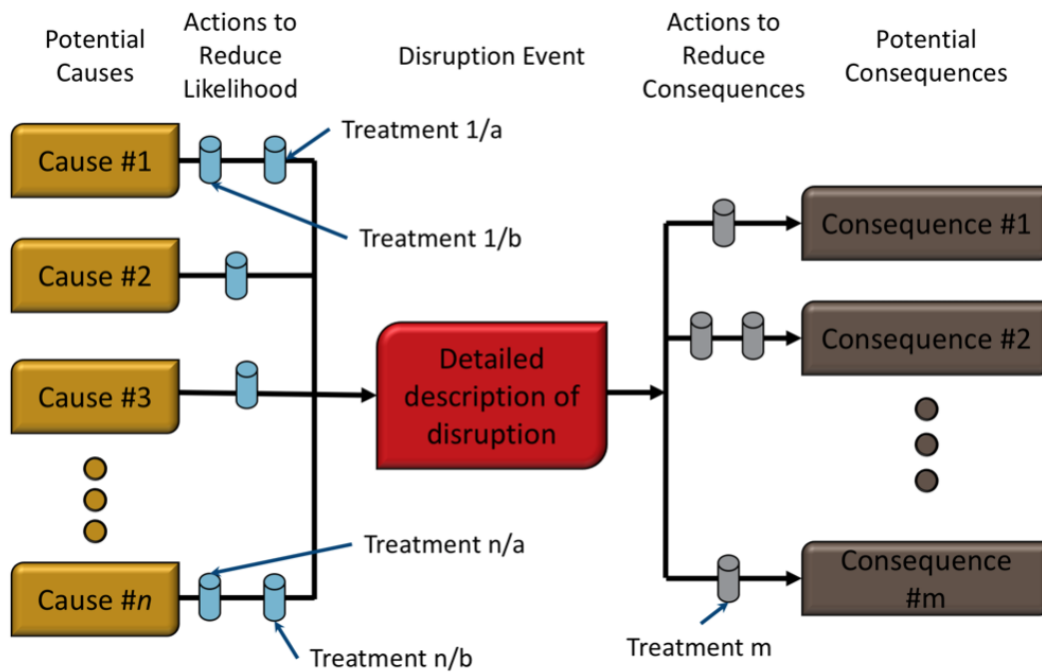 Potential
Causes
Actions to
Reduce
Likelihood
Disruption Event
Actions to
Reduce
Consequences
Potential
Consequences
Cause #1
Treatment 1/a
Treatment 1/b
Cause #2
Cause #3
Cause #n
Treatment n/a
Treatment n/b
Detailed
description of
disruption
Consequence #1
Consequence #2
Consequence
#m
Treatment m